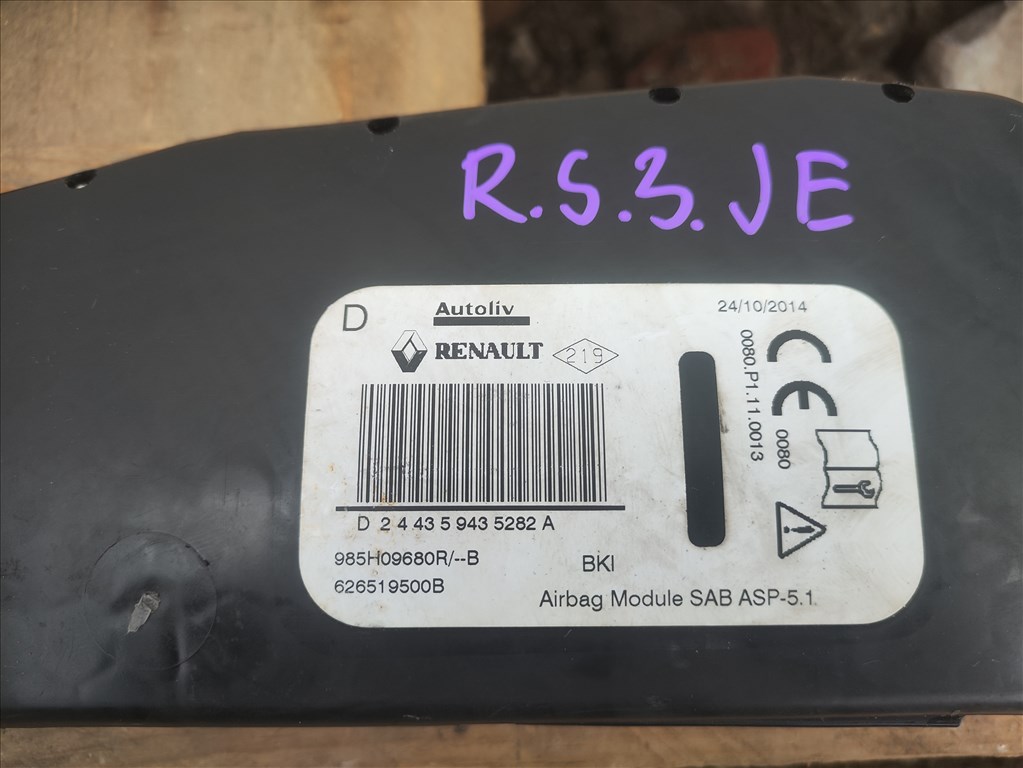 R.S.3.JE
D
Autoliv
RENAULT
219
24/10/2014
0080.P1.11.0013
CE
0080
D 2 4 43 5 943 5282 A
985H09680R/--B
BKI
626519500B
Airbag Module SAB ASP-5.1